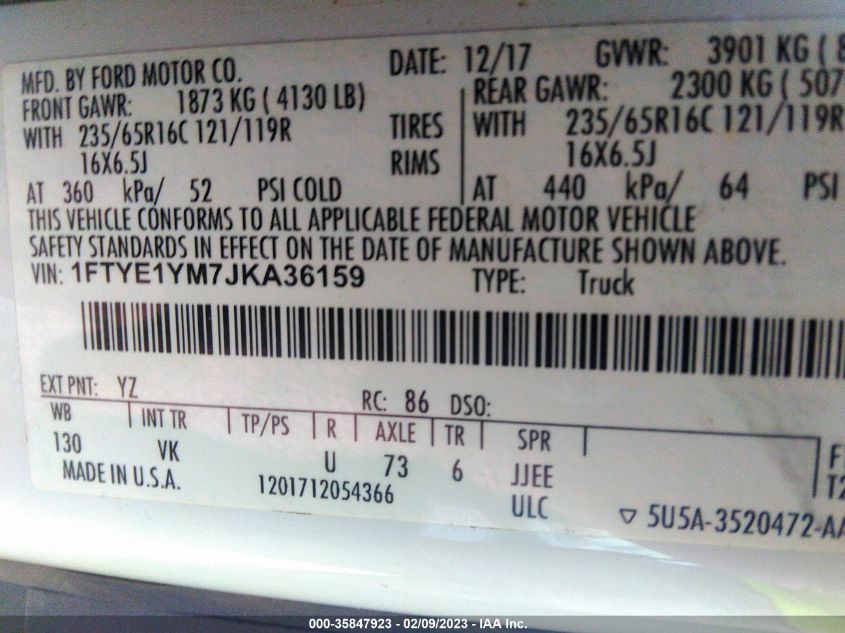 MFD. BY FORD MOTOR CO.
DATE: 12/17
GVWR: 3901 KG ( 8
FRONT GAWR: 1873 KG ( 4130 LB)
REAR GAWR: 2300 KG ( 507
WITH 235/65R16C 121/119R TIRES
WITH 235/65R16C 121/119R
16X6.5J RIMS
16X6.5J
AT 360 kPa/ 52 PSI COLD
AT 440 kPa/ 64 PSI
THIS VEHICLE CONFORMS TO ALL APPLICABLE FEDERAL MOTOR VEHICLE
SAFETY STANDARDS IN EFFECT ON THE DATE OF MANUFACTURE SHOWN ABOVE.
VIN: 1FTYE1YM7JKA36159
TYPE: Truck
EXT PNT: YZ RC: 86 DSO:
WB INT TR TP/PS R AXLE TR SPR
130 VK U 73 6 JJEE
MADE IN U.S.A. 1201712054366 ULC
▽ 5U5A-3520472-AA
000-35847923 - 02/09/2023 - IAA Inc.